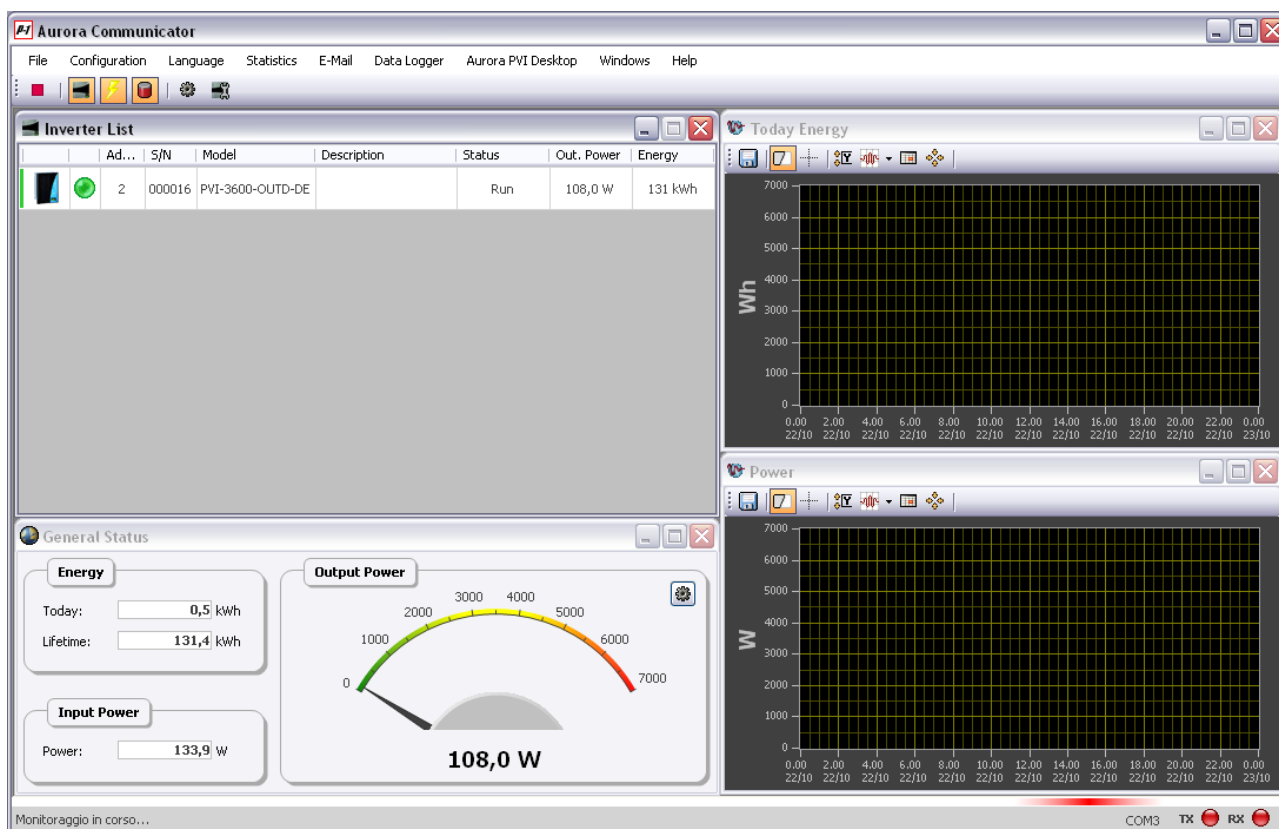 Aurora Communicator
File Configuration Language Statistics E-Mail Data Logger Aurora PVI Desktop Windows Help
Inverter List
Ad... S/N Model Description Status Out. Power Energy
2 000016 PVI-3600-OUTD-DE Run 108,0 W 131 kWh
General Status
Energy
Today: 0,5 kWh
Lifetime: 131,4 kWh
Input Power
Power: 133,9 W
Output Power
0 1000 2000 3000 4000 5000 6000 7000
108,0 W
Today Energy
Y
Wh
7000
6000
5000
4000
3000
2000
1000
0
0.00 2.00 4.00 6.00 8.00 10.00 12.00 14.00 16.00 18.00 20.00 22.00 0.00
22/10 22/10 22/10 22/10 22/10 22/10 22/10 22/10 22/10 22/10 22/10 22/10 23/10
Power
Y
W
7000
6000
5000
4000
3000
2000
1000
0
0.00 2.00 4.00 6.00 8.00 10.00 12.00 14.00 16.00 18.00 20.00 22.00 0.00
22/10 22/10 22/10 22/10 22/10 22/10 22/10 22/10 22/10 22/10 22/10 22/10 23/10
Monitoraggio in corso... COM3 TX RX